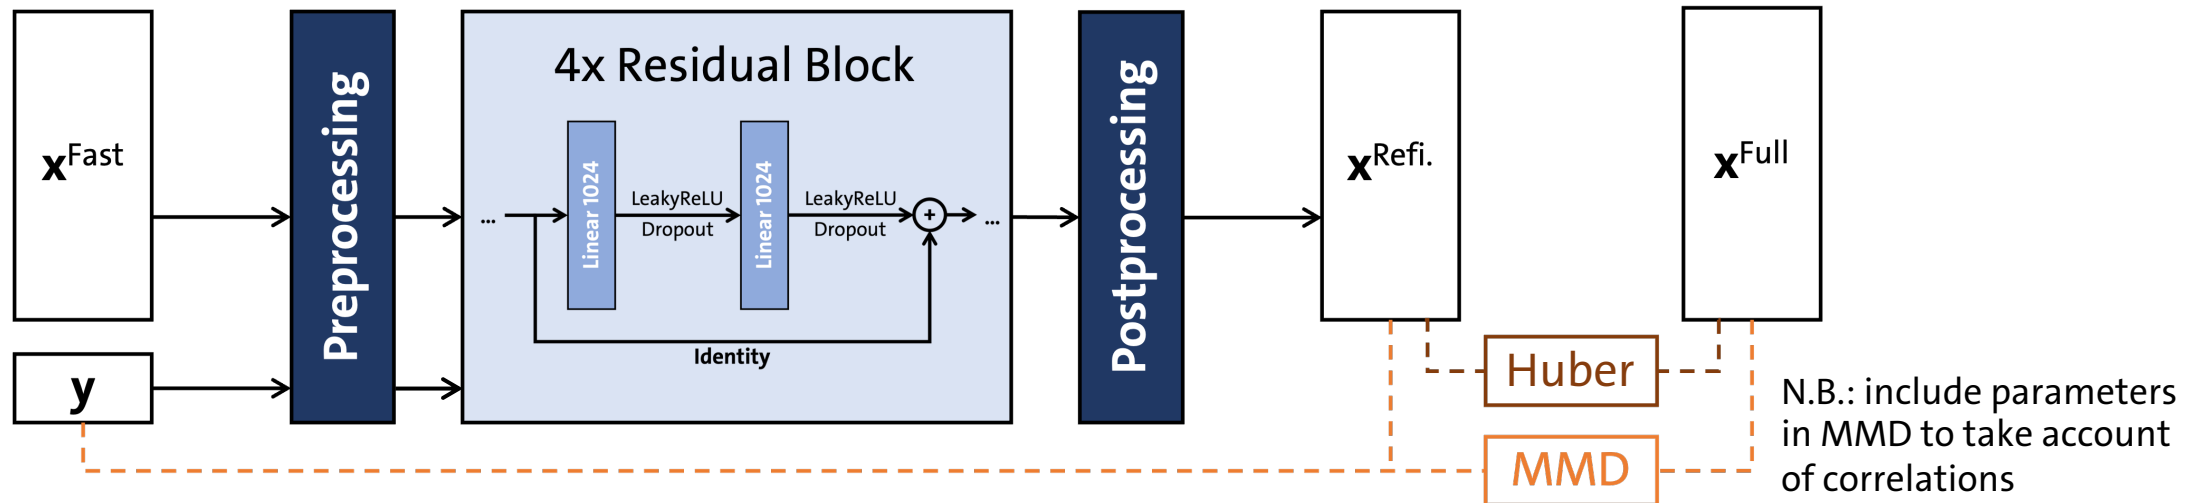 x^Fast
y
Preprocessing
4x Residual Block
...
Linear 1024
LeakyReLU
Dropout
Linear 1024
LeakyReLU
Dropout
+
...
Identity
Postprocessing
x^Refi.
x^Full
Huber
MMD
N.B.: include parameters
in MMD to take account
of correlations